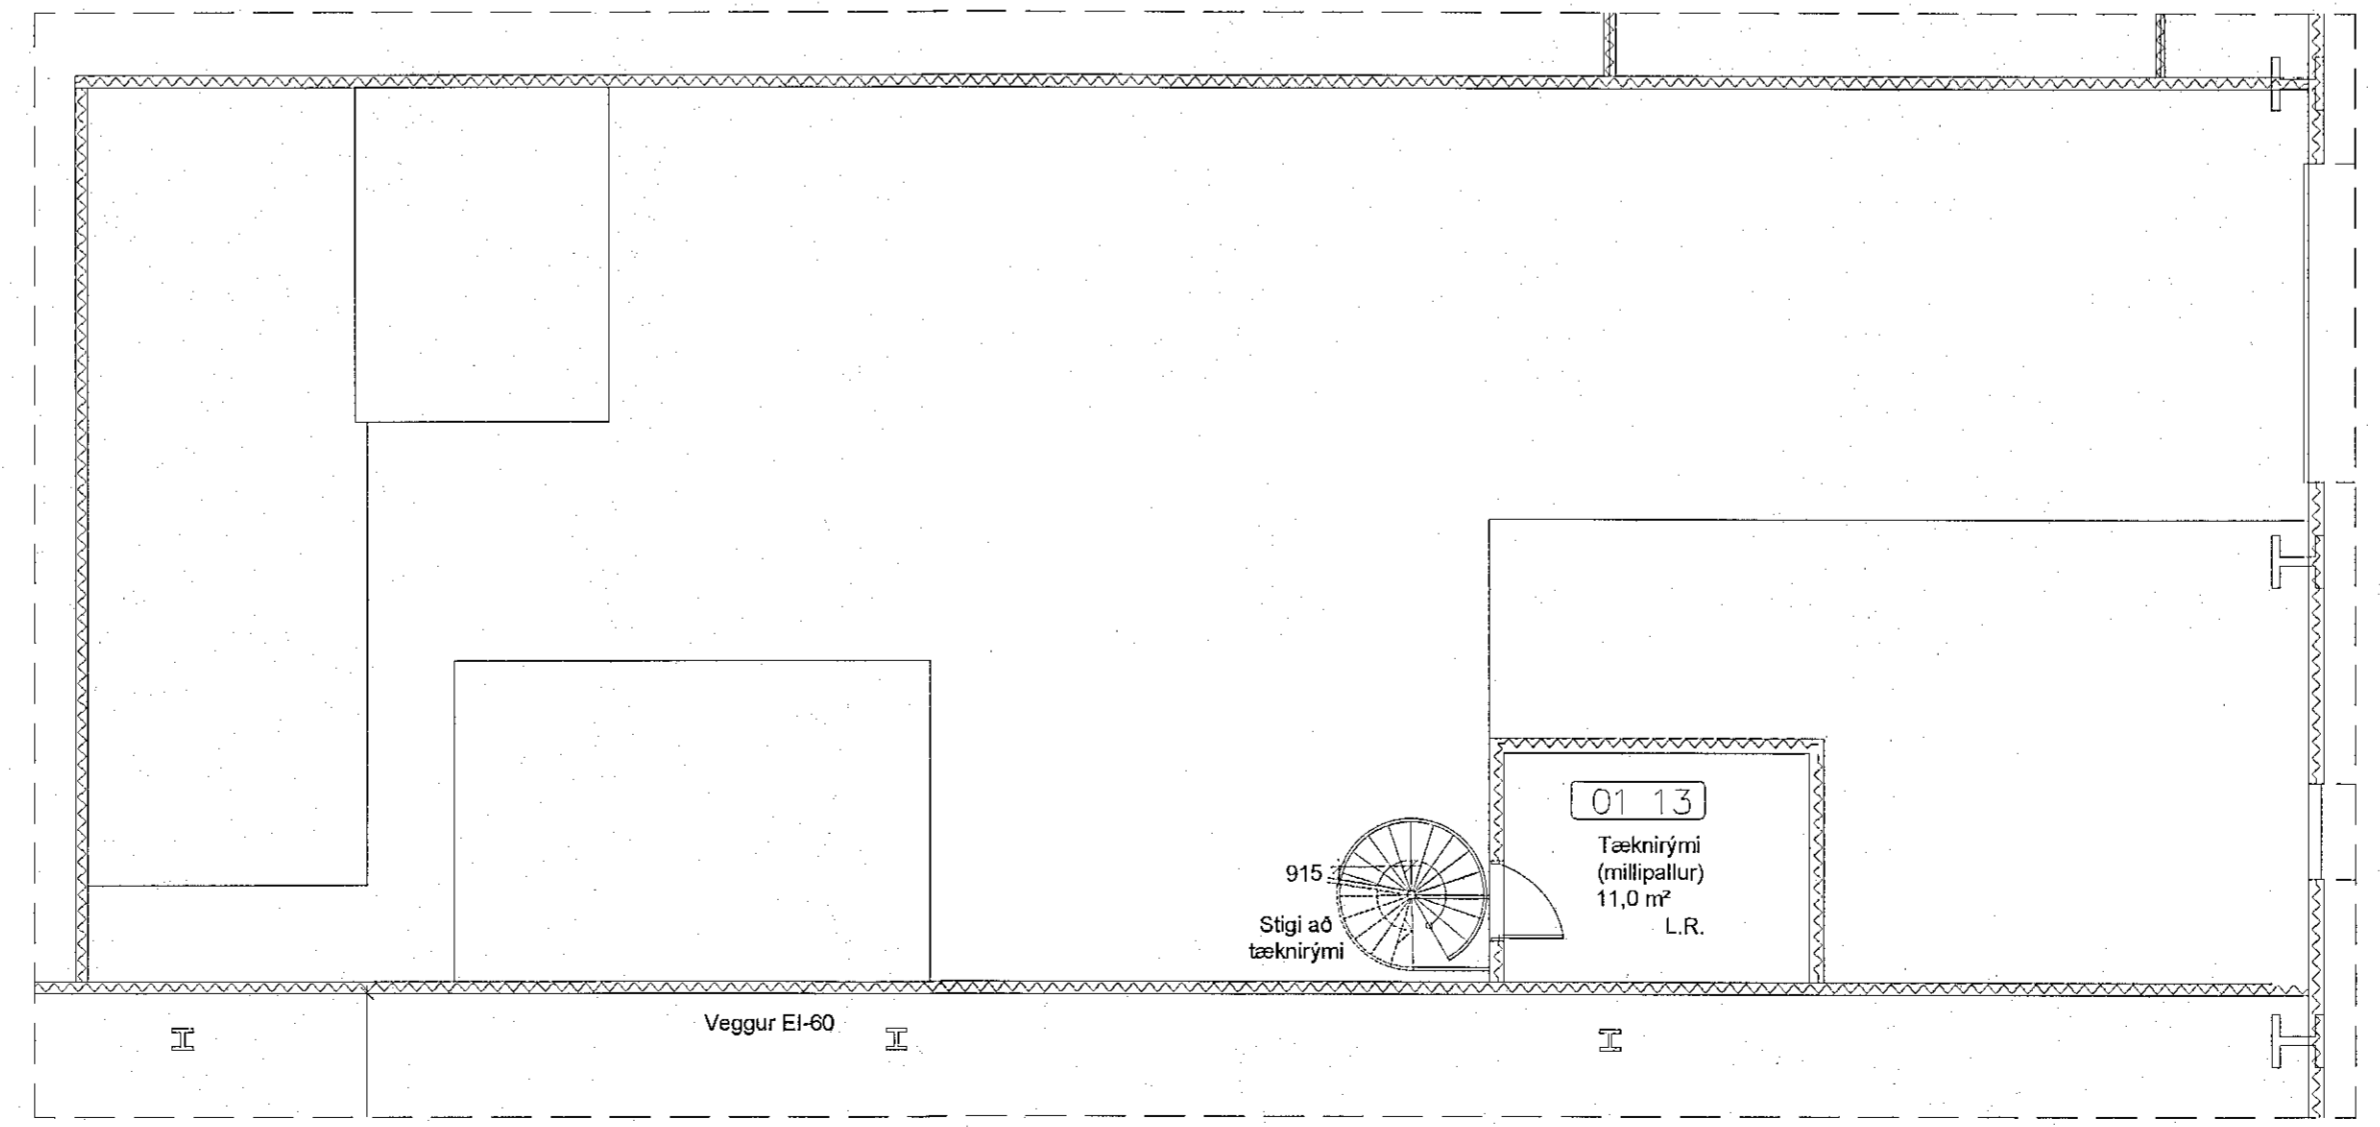 01 13
Tæknirými
(millipallur)
11,0 m²
L.R.
915
Stigi að
tæknirými
Veggur EI-60